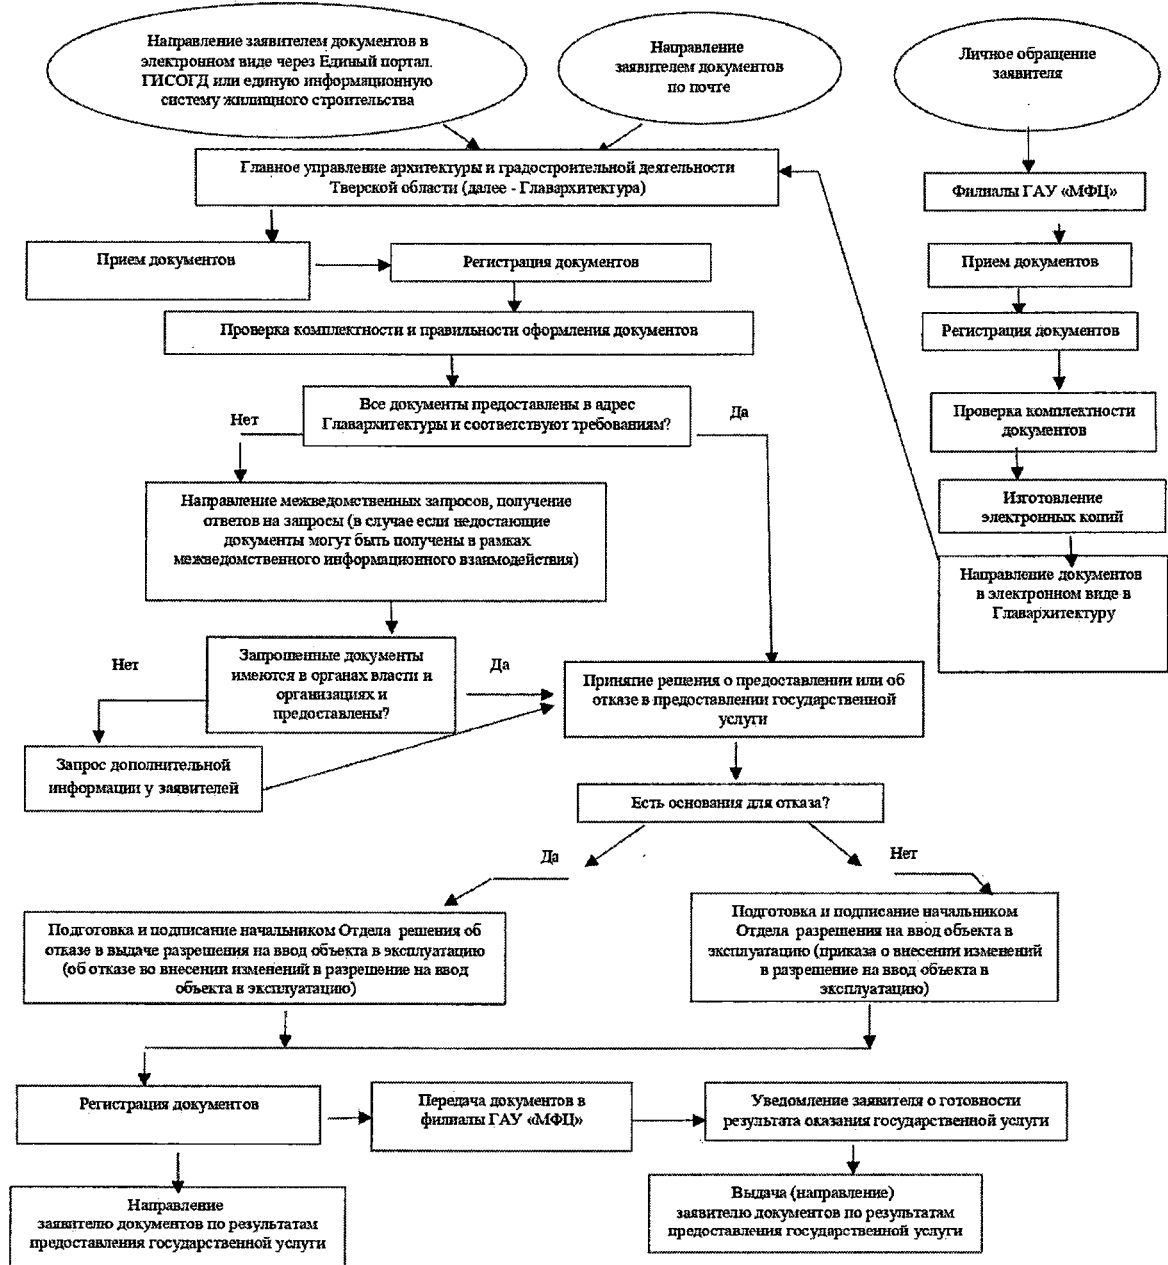 Направление заявителем документов в
электронном виде через Единый портал.
ГИСОГД или единую информационную
систему жилищного строительства
Направление
заявителем документов
по почте
Личное обращение
заявителя
Главное управление архитектуры и градостроительной деятельности
Тверской области (далее - Главархитектура)
Филиалы ГАУ «МФЦ»
Прием документов
Регистрация документов
Прием документов
Проверка комплектности и правильности оформления документов
Регистрация документов
Все документы предоставлены в адрес
Главархитектуры и соответствуют требованиям?
Нет
Да
Проверка комплектности
документов
Направление межведомственных запросов, получение
ответов на запросы (в случае если недостающие
документы могут быть получены в рамках
межведомственного информационного взаимодействия)
Изготовление
электронных копий
Направление документов
в электронном виде в
Главархитектуру
Запрошенные документы
имеются в органах власти и
организациях и
предоставлены?
Нет
Да
Принятие решения о предоставлении или об
отказе в предоставлении государственной
услуги
Запрос дополнительной
информации у заявителей
Есть основания для отказа?
Да
Нет
Подготовка и подписание начальником Отдела решения об
отказе в выдаче разрешения на ввод объекта в эксплуатацию
(об отказе во внесении изменений в разрешение на ввод
объекта в эксплуатацию)
Подготовка и подписание начальником
Отдела разрешения на ввод объекта в
эксплуатацию (приказа о внесении изменений
в разрешение на ввод объекта в
эксплуатацию)
Регистрация документов
Передача документов в
филиалы ГАУ «МФЦ»
Уведомление заявителя о готовности
результата оказания государственной услуги
Направление
заявителю документов по результатам
предоставления государственной услуги
Выдача (направление)
заявителю документов по результатам
предоставления государственной услуги